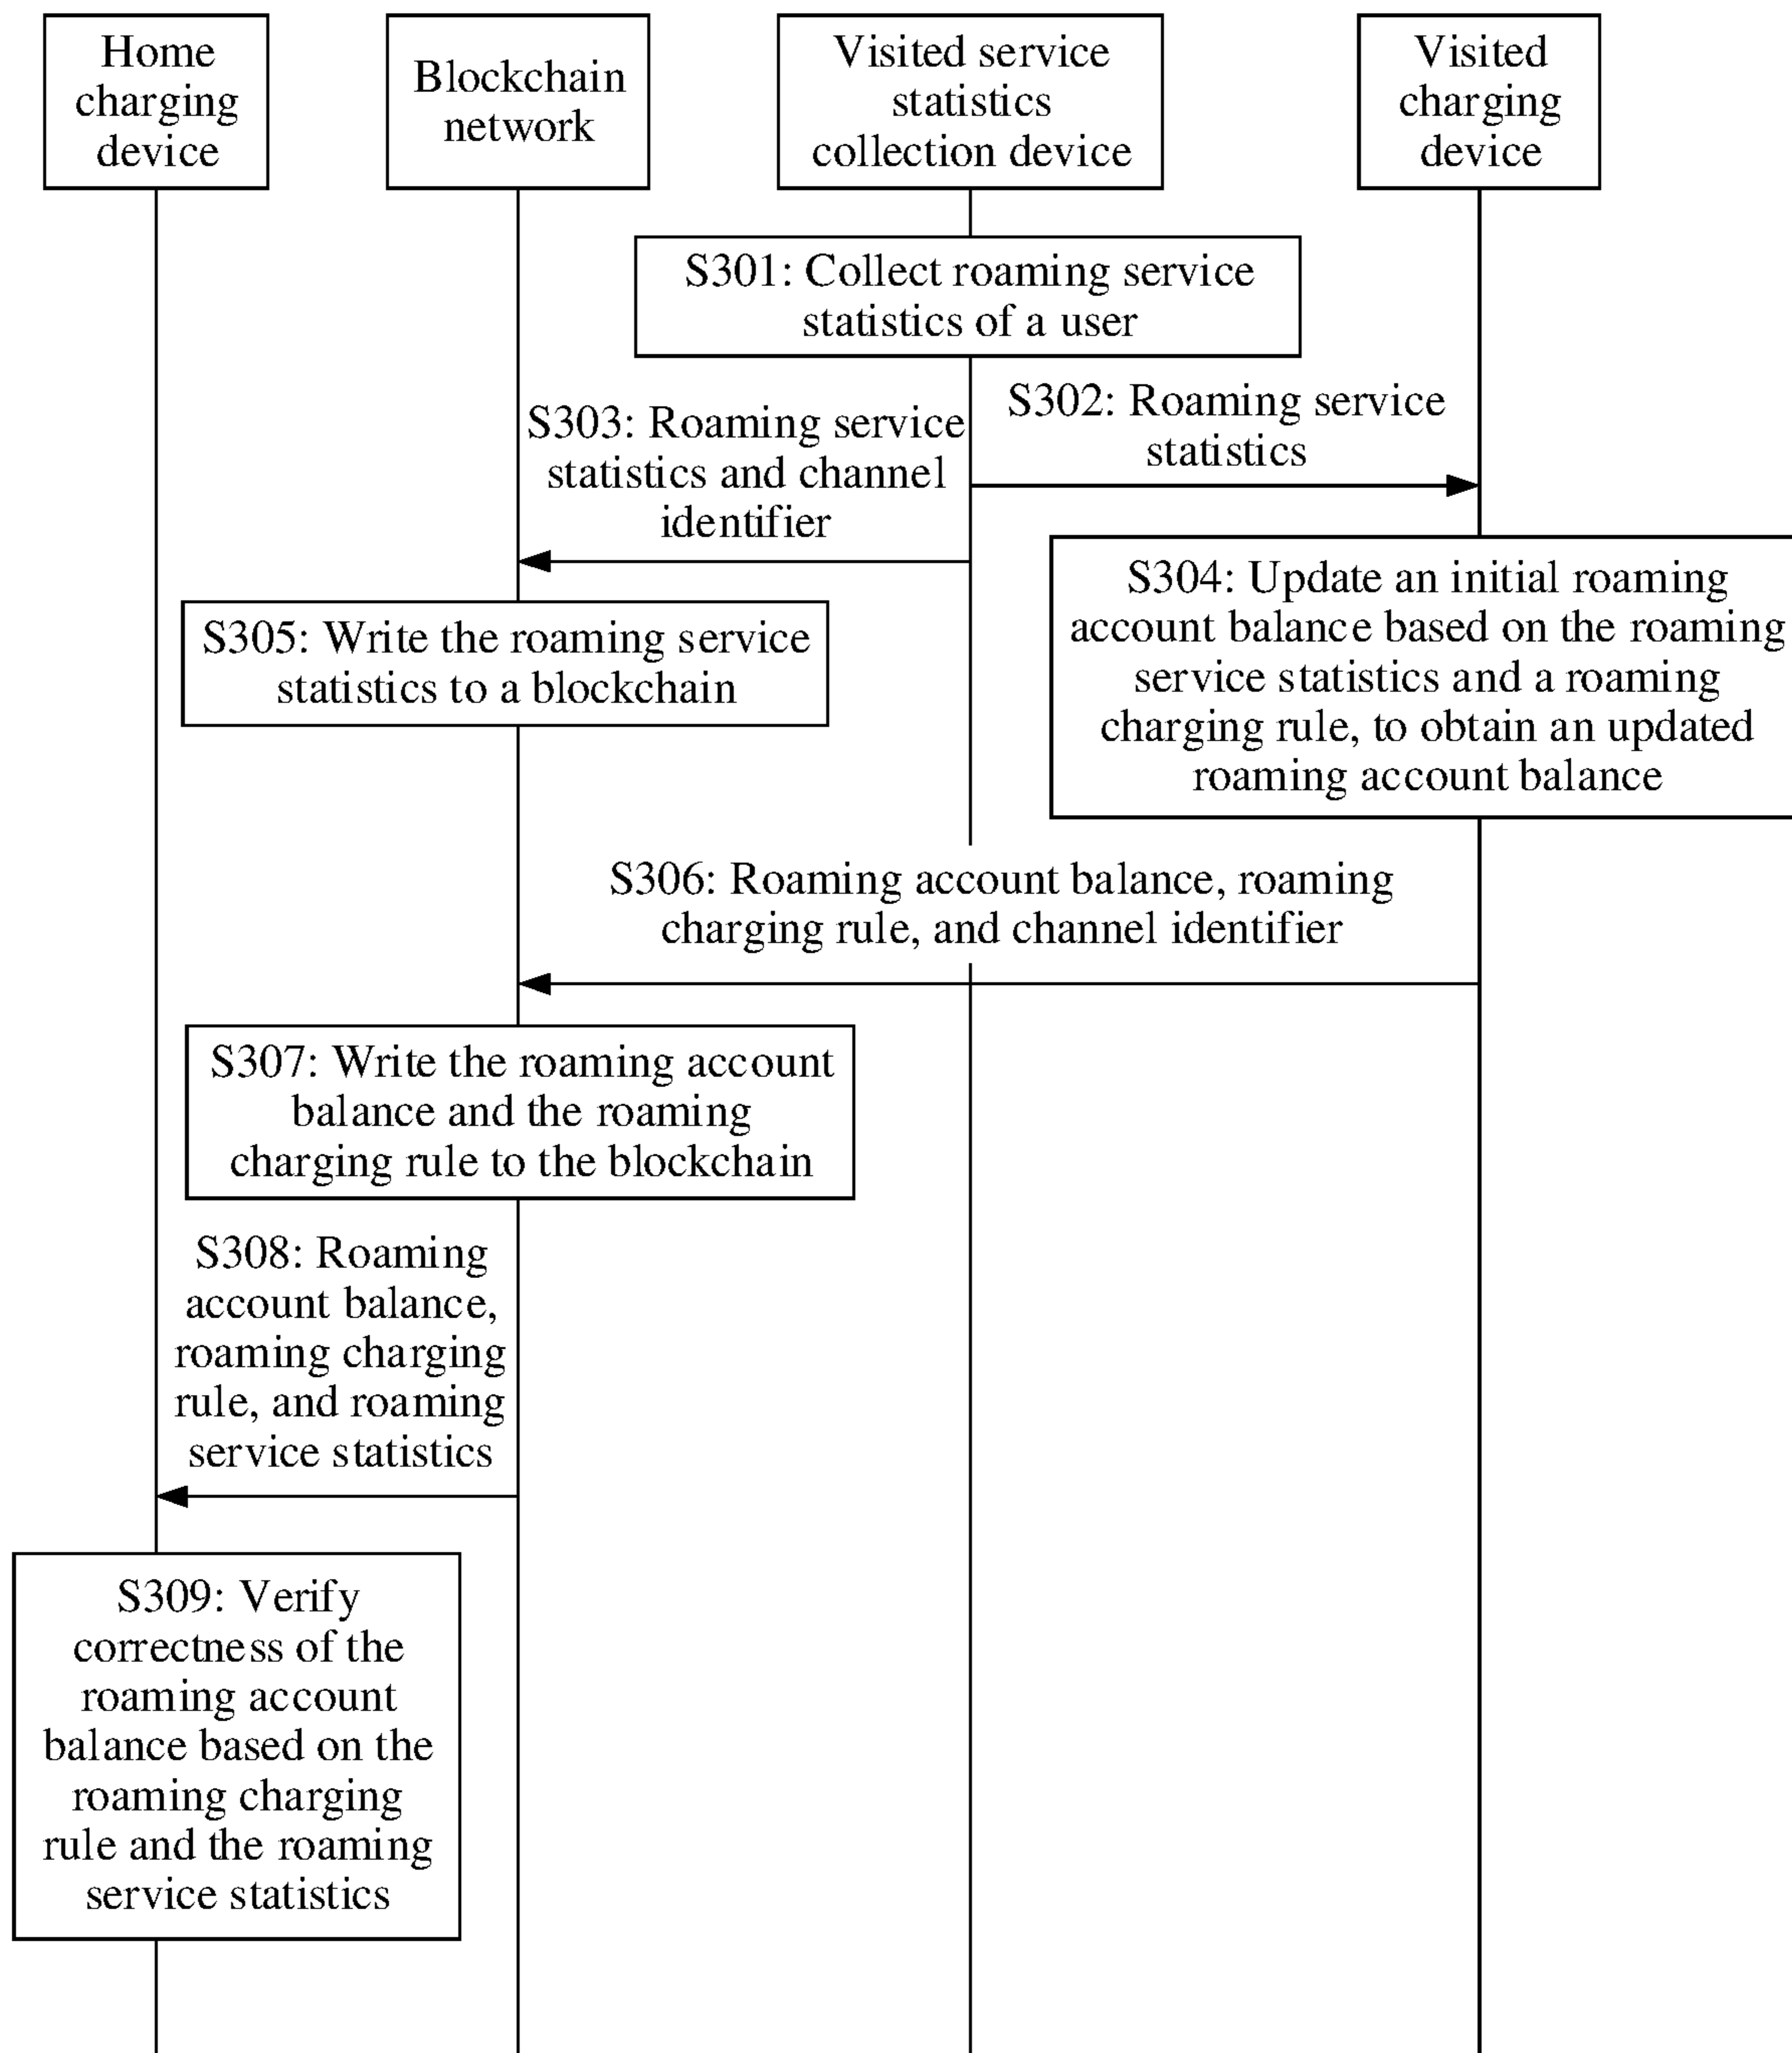 Home
charging
device
Blockchain
network
Visited service
statistics
collection device
Visited
charging
device
S301: Collect roaming service
statistics of a user
S302: Roaming service
statistics
S303: Roaming service
statistics and channel
identifier
S304: Update an initial roaming
account balance based on the roaming
service statistics and a roaming
charging rule, to obtain an updated
roaming account balance
S305: Write the roaming service
statistics to a blockchain
S306: Roaming account balance, roaming
charging rule, and channel identifier
S307: Write the roaming account
balance and the roaming
charging rule to the blockchain
S308: Roaming
account balance,
roaming charging
rule, and roaming
service statistics
S309: Verify
correctness of the
roaming account
balance based on the
roaming charging
rule and the roaming
service statistics